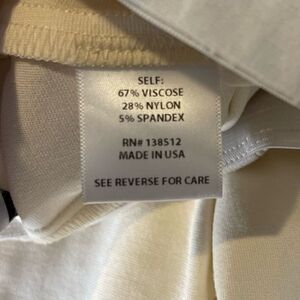 SELF:
67% VISCOSE
28% NYLON
5% SPANDEX
RN# 138512
MADE IN USA
SEE REVERSE FOR CARE